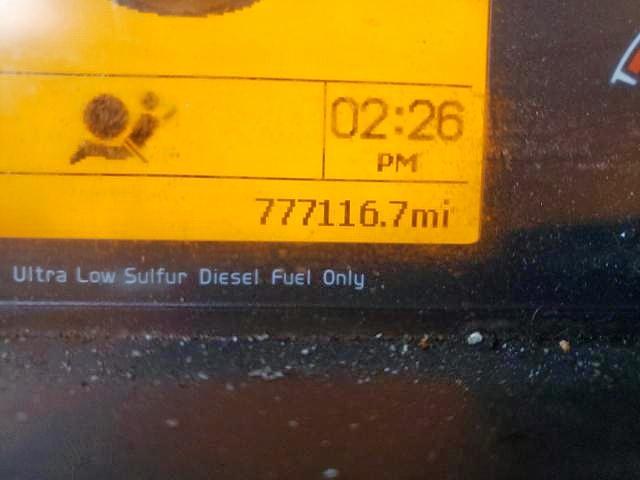 02:26
PM
777116.7mi
Ultra Low Sulfur Diesel Fuel Only